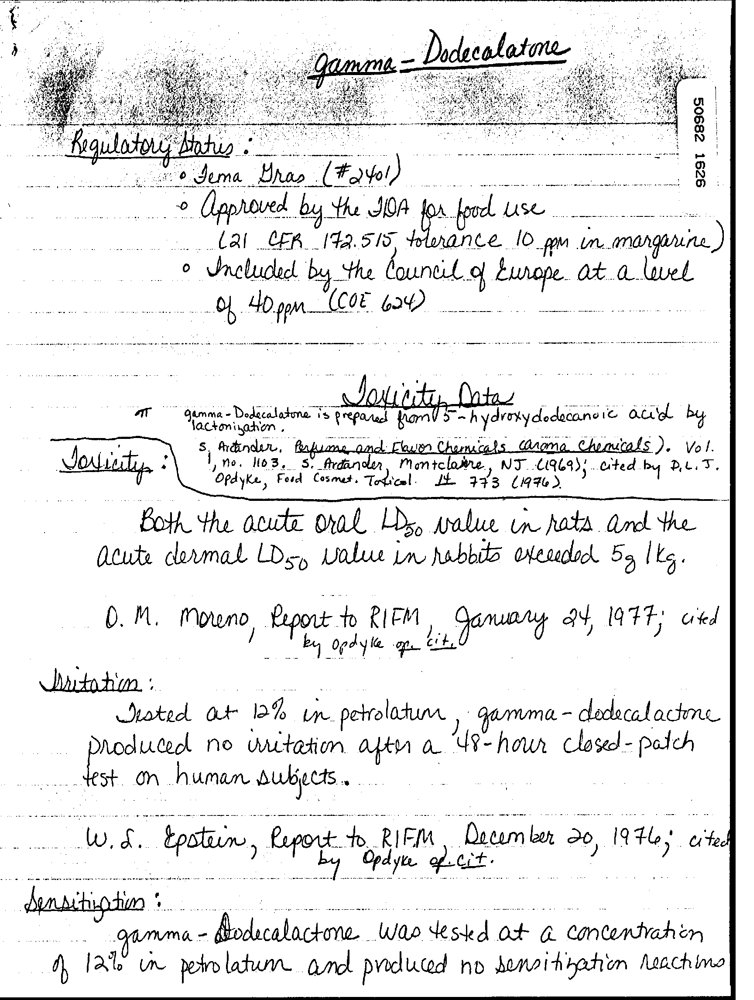 gamma - Dodecalatone
50682 1626
Regulatory Status :
• Fema Gras (#2401)
• Approved by the FDA for food use
(21 CFR 172.515, tolerance 10 ppm in margarine)
• Included by the Council of Europe at a level
of 40 ppm (COE 624)
Toxicity Data
gamma-Dodecalatone is prepared from 5-hydroxydodecanoic acid by
lactonization.
Toxicity :
S. Arctander, Perfume and Flavor Chemicals (aroma Chemicals). Vol.
1, no. 1103. S. Arctander, Montclaire, NJ (1969); cited by D.L.J.
Opdyke, Food Cosmet. Toxicol. 14 773 (1976).
Both the acute oral LD50 value in rats and the
acute dermal LD50 value in rabbits exceeded 5g/kg.
O. M. Moreno, Report to RIFM, January 24, 1977; cited
by Opdyke op. cit.
Irritation :
Tested at 12% in petrolatum, gamma-dodecalactone
produced no irritation after a 48-hour closed-patch
test on human subjects.
W. L. Epstein, Report to RIFM, December 20, 1976; cited
by Opdyke op. cit.
Sensitization :
gamma-Dodecalactone was tested at a concentration
of 12% in petrolatum and produced no sensitization reactions